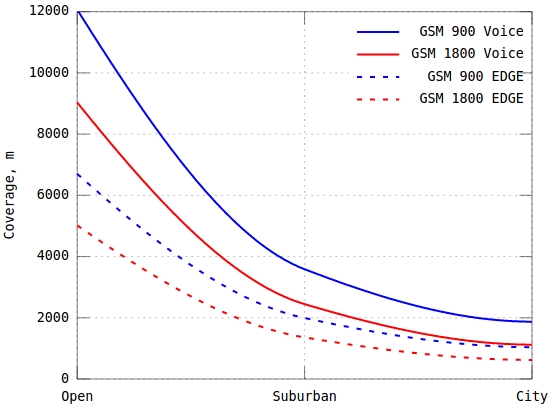 12000
10000
8000
6000
4000
2000
0
Coverage, m
GSM 900 Voice
GSM 1800 Voice
GSM 900 EDGE
GSM 1800 EDGE
Open Suburban City